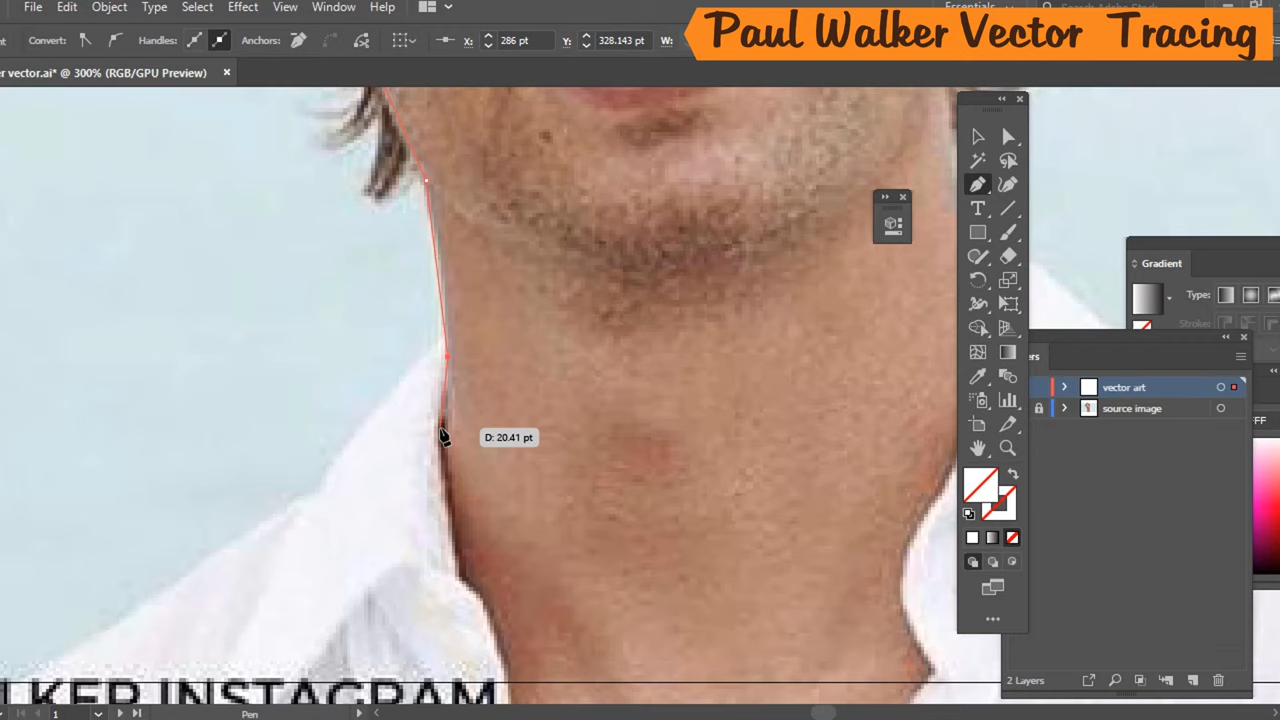 File Edit Object Type Select Effect View Window Help
Paul Walker Vector Tracing
Convert: Handles: Anchors: X: 286 pt Y: 328.143 pt W:
vector.ai* @ 300% (RGB/GPU Preview) ×
Gradient
Type:
Stroke:
vector art
source image
D: 20.41 pt
2 Layers
INSTAGRAM
1 Pen